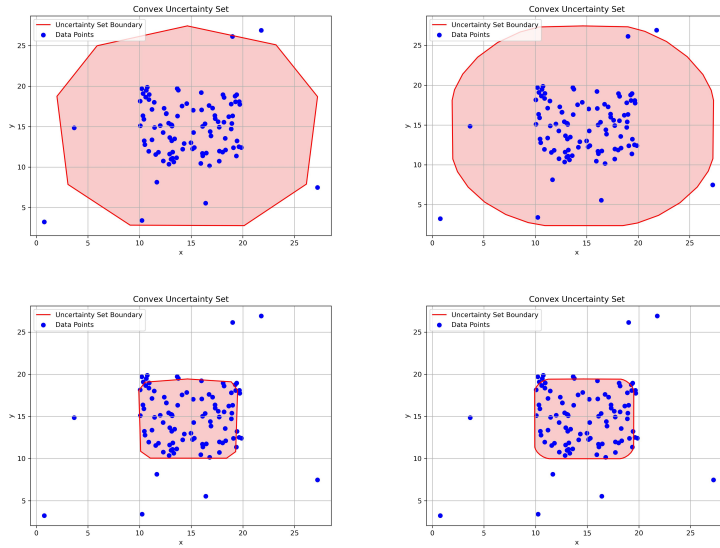 Convex Uncertainty Set
Uncertainty Set Boundary
Data Points
25
20
15
10
5
y
0 5 10 15 20 25
x
Convex Uncertainty Set
Uncertainty Set Boundary
Data Points
25
20
15
10
5
y
0 5 10 15 20 25
x
Convex Uncertainty Set
Uncertainty Set Boundary
Data Points
25
20
15
10
5
y
0 5 10 15 20 25
x
Convex Uncertainty Set
Uncertainty Set Boundary
Data Points
25
20
15
10
5
y
0 5 10 15 20 25
x